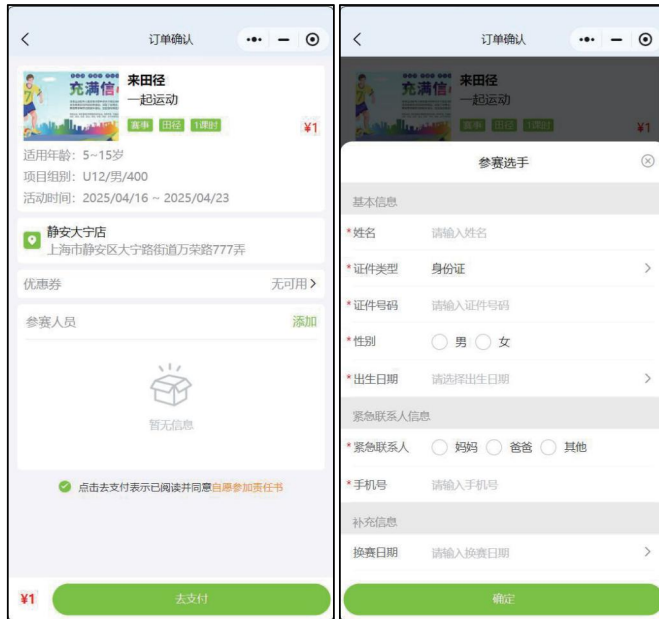 订单确认
充满信
来田径
一起运动
赛事 田径 1课时
¥1
适用年龄：5~15岁
项目组别：U12/男/400
活动时间：2025/04/16 ~ 2025/04/23
静安大宁店
上海市静安区大宁路街道万荣路777弄
优惠券 无可用
参赛人员 添加
暂无信息
点击去支付表示已阅读并同意自愿参加责任书
¥1 去支付
订单确认
充满信
来田径
一起运动
赛事 田径 1课时
¥1
参赛选手
基本信息
*姓名 请输入姓名
*证件类型 身份证
*证件号码 请输入证件号码
*性别 男 女
*出生日期 请选择出生日期
紧急联系人信息
*紧急联系人 妈妈 爸爸 其他
*手机号 请输入手机号
补充信息
换赛日期 请输入换赛日期
确定